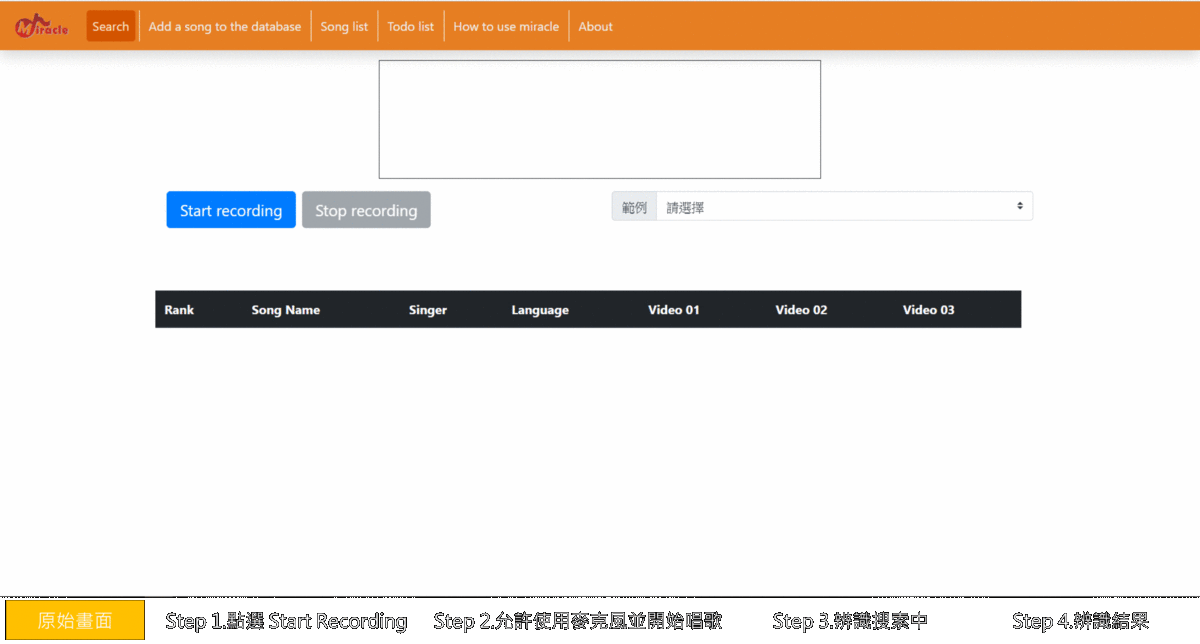 Miracle Search Add a song to the database Song list Todo list How to use miracle About
Start recording Stop recording 範例 請選擇
Rank Song Name Singer Language Video 01 Video 02 Video 03
原始畫面 Step 1.點選 Start Recording Step 2.允許使用麥克風並開始唱歌 Step 3.辨識搜索中 Step 4.辨識結果